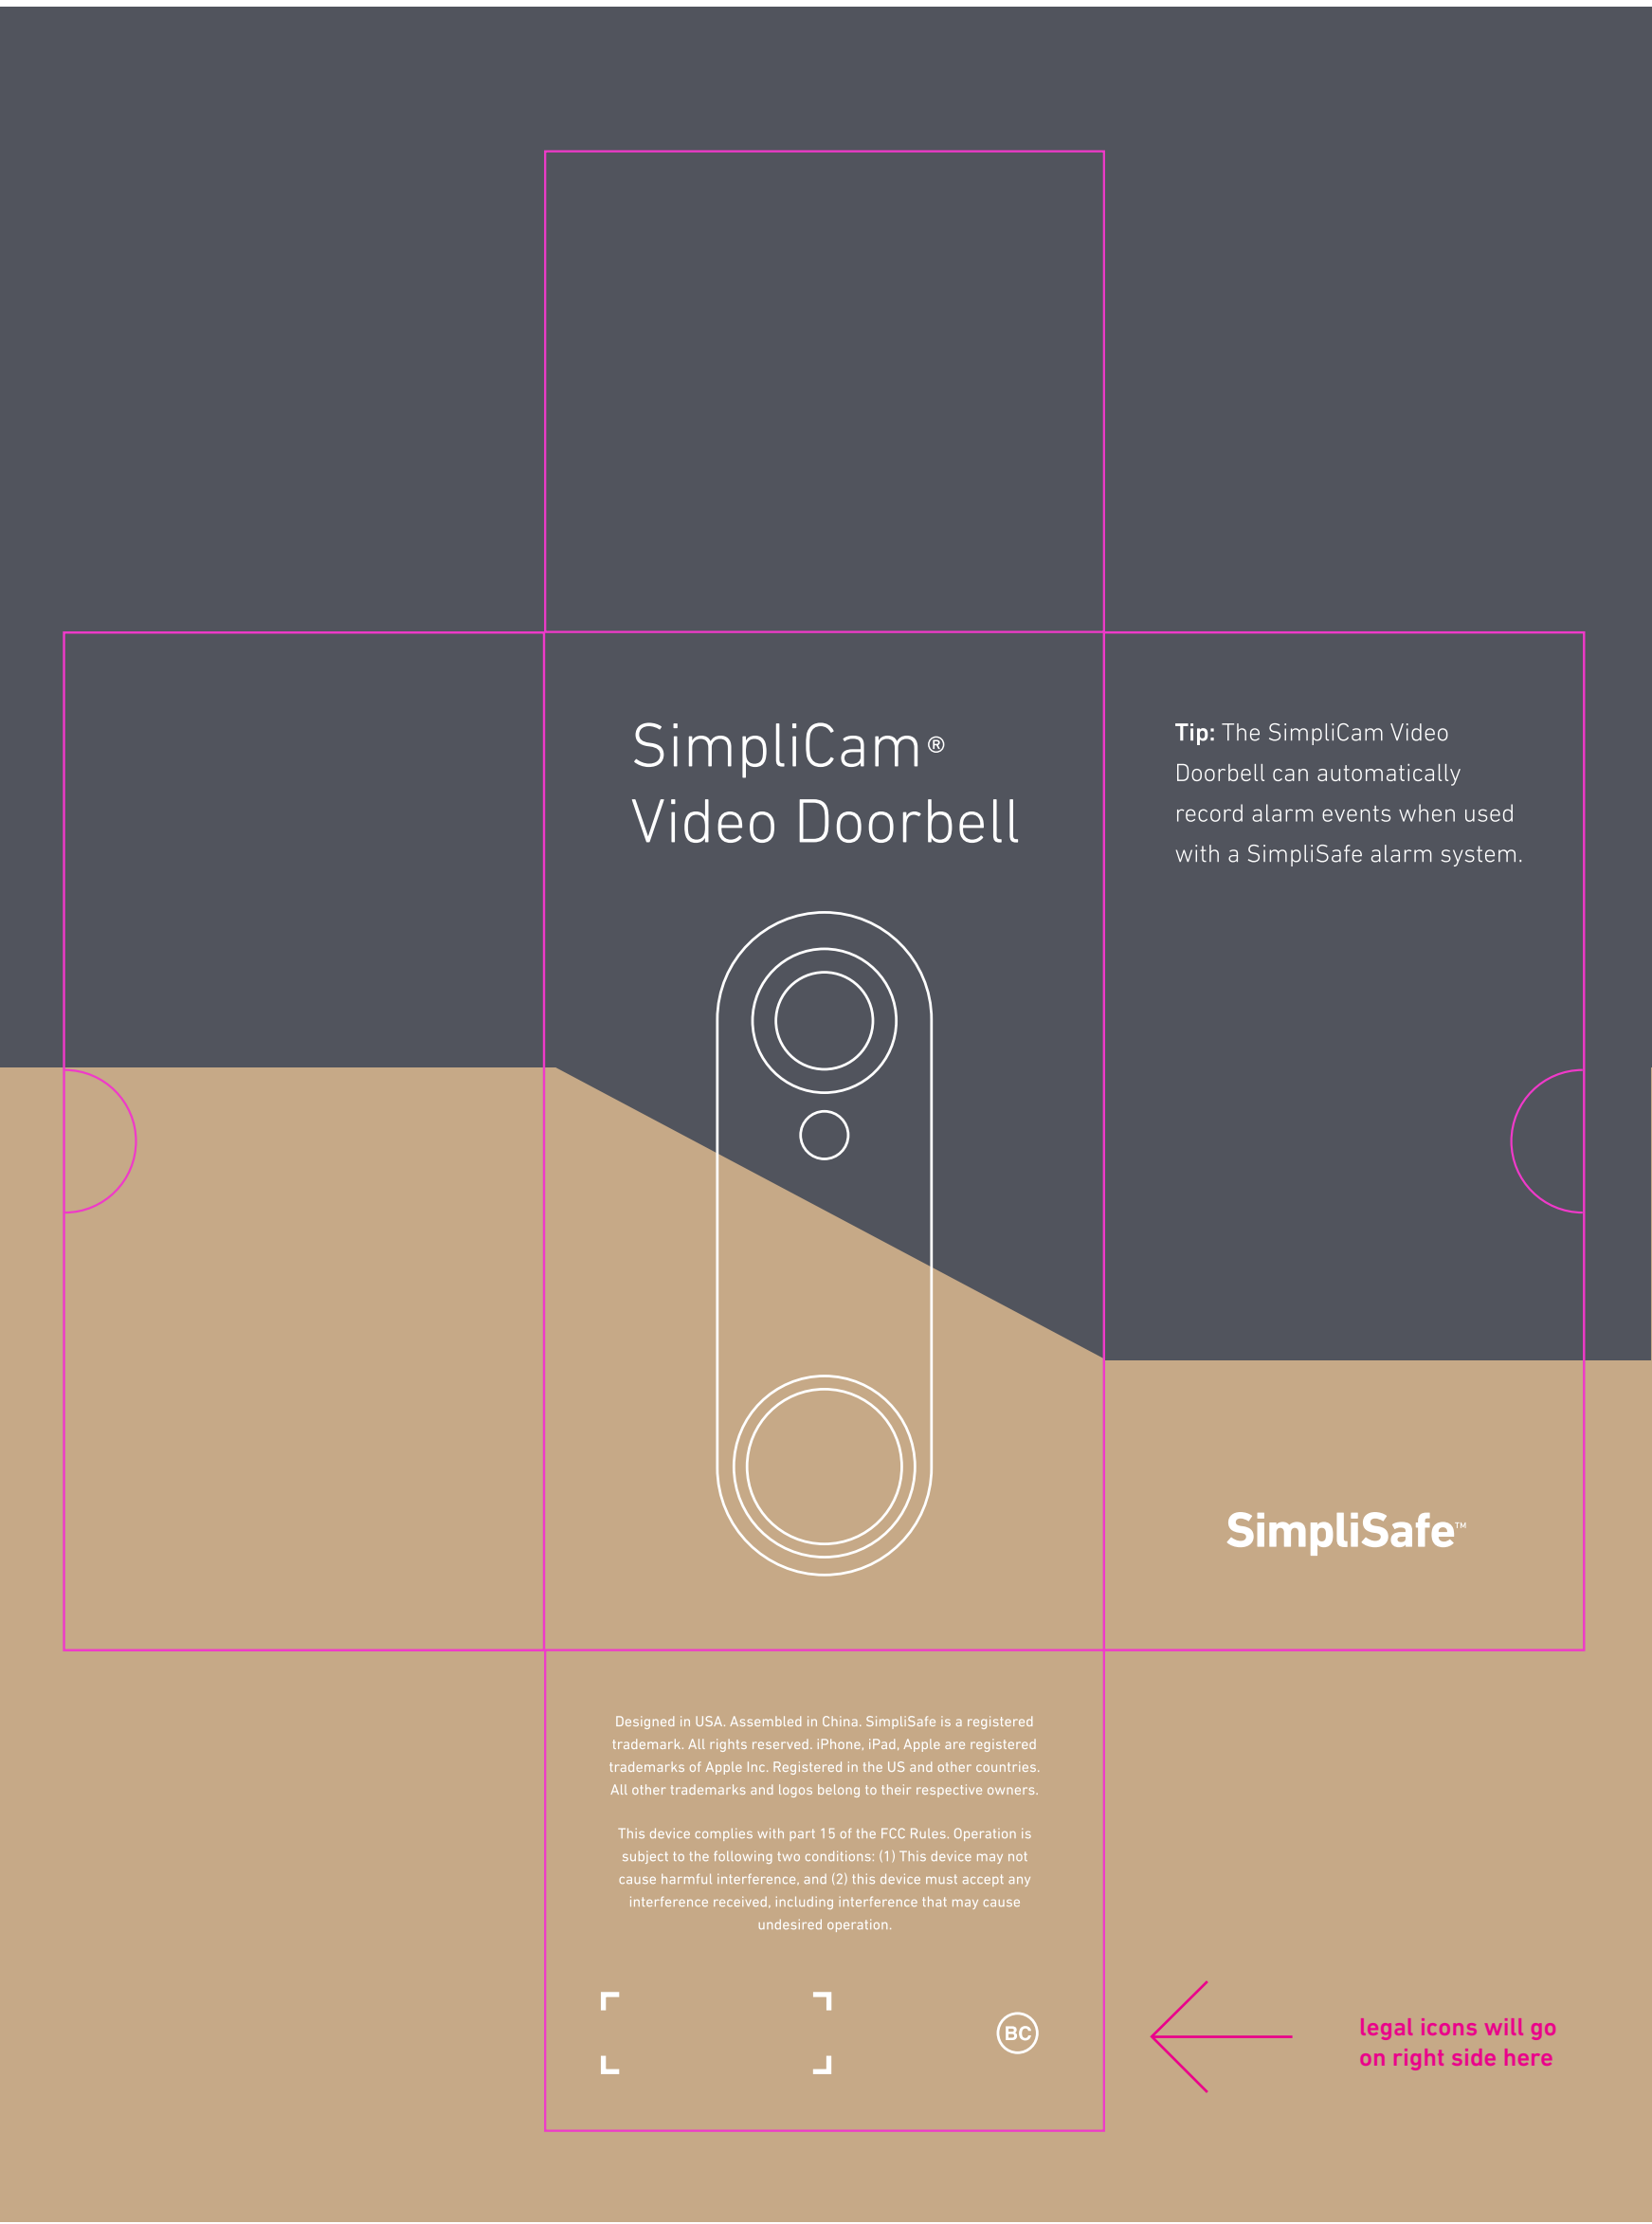 SimpliCam®
Video Doorbell
Tip: The SimpliCam Video
Doorbell can automatically
record alarm events when used
with a SimpliSafe alarm system.
SimpliSafe™
Designed in USA. Assembled in China. SimpliSafe is a registered
trademark. All rights reserved. iPhone, iPad, Apple are registered
trademarks of Apple Inc. Registered in the US and other countries.
All other trademarks and logos belong to their respective owners.
This device complies with part 15 of the FCC Rules. Operation is
subject to the following two conditions: (1) This device may not
cause harmful interference, and (2) this device must accept any
interference received, including interference that may cause
undesired operation.
BC
legal icons will go
on right side here